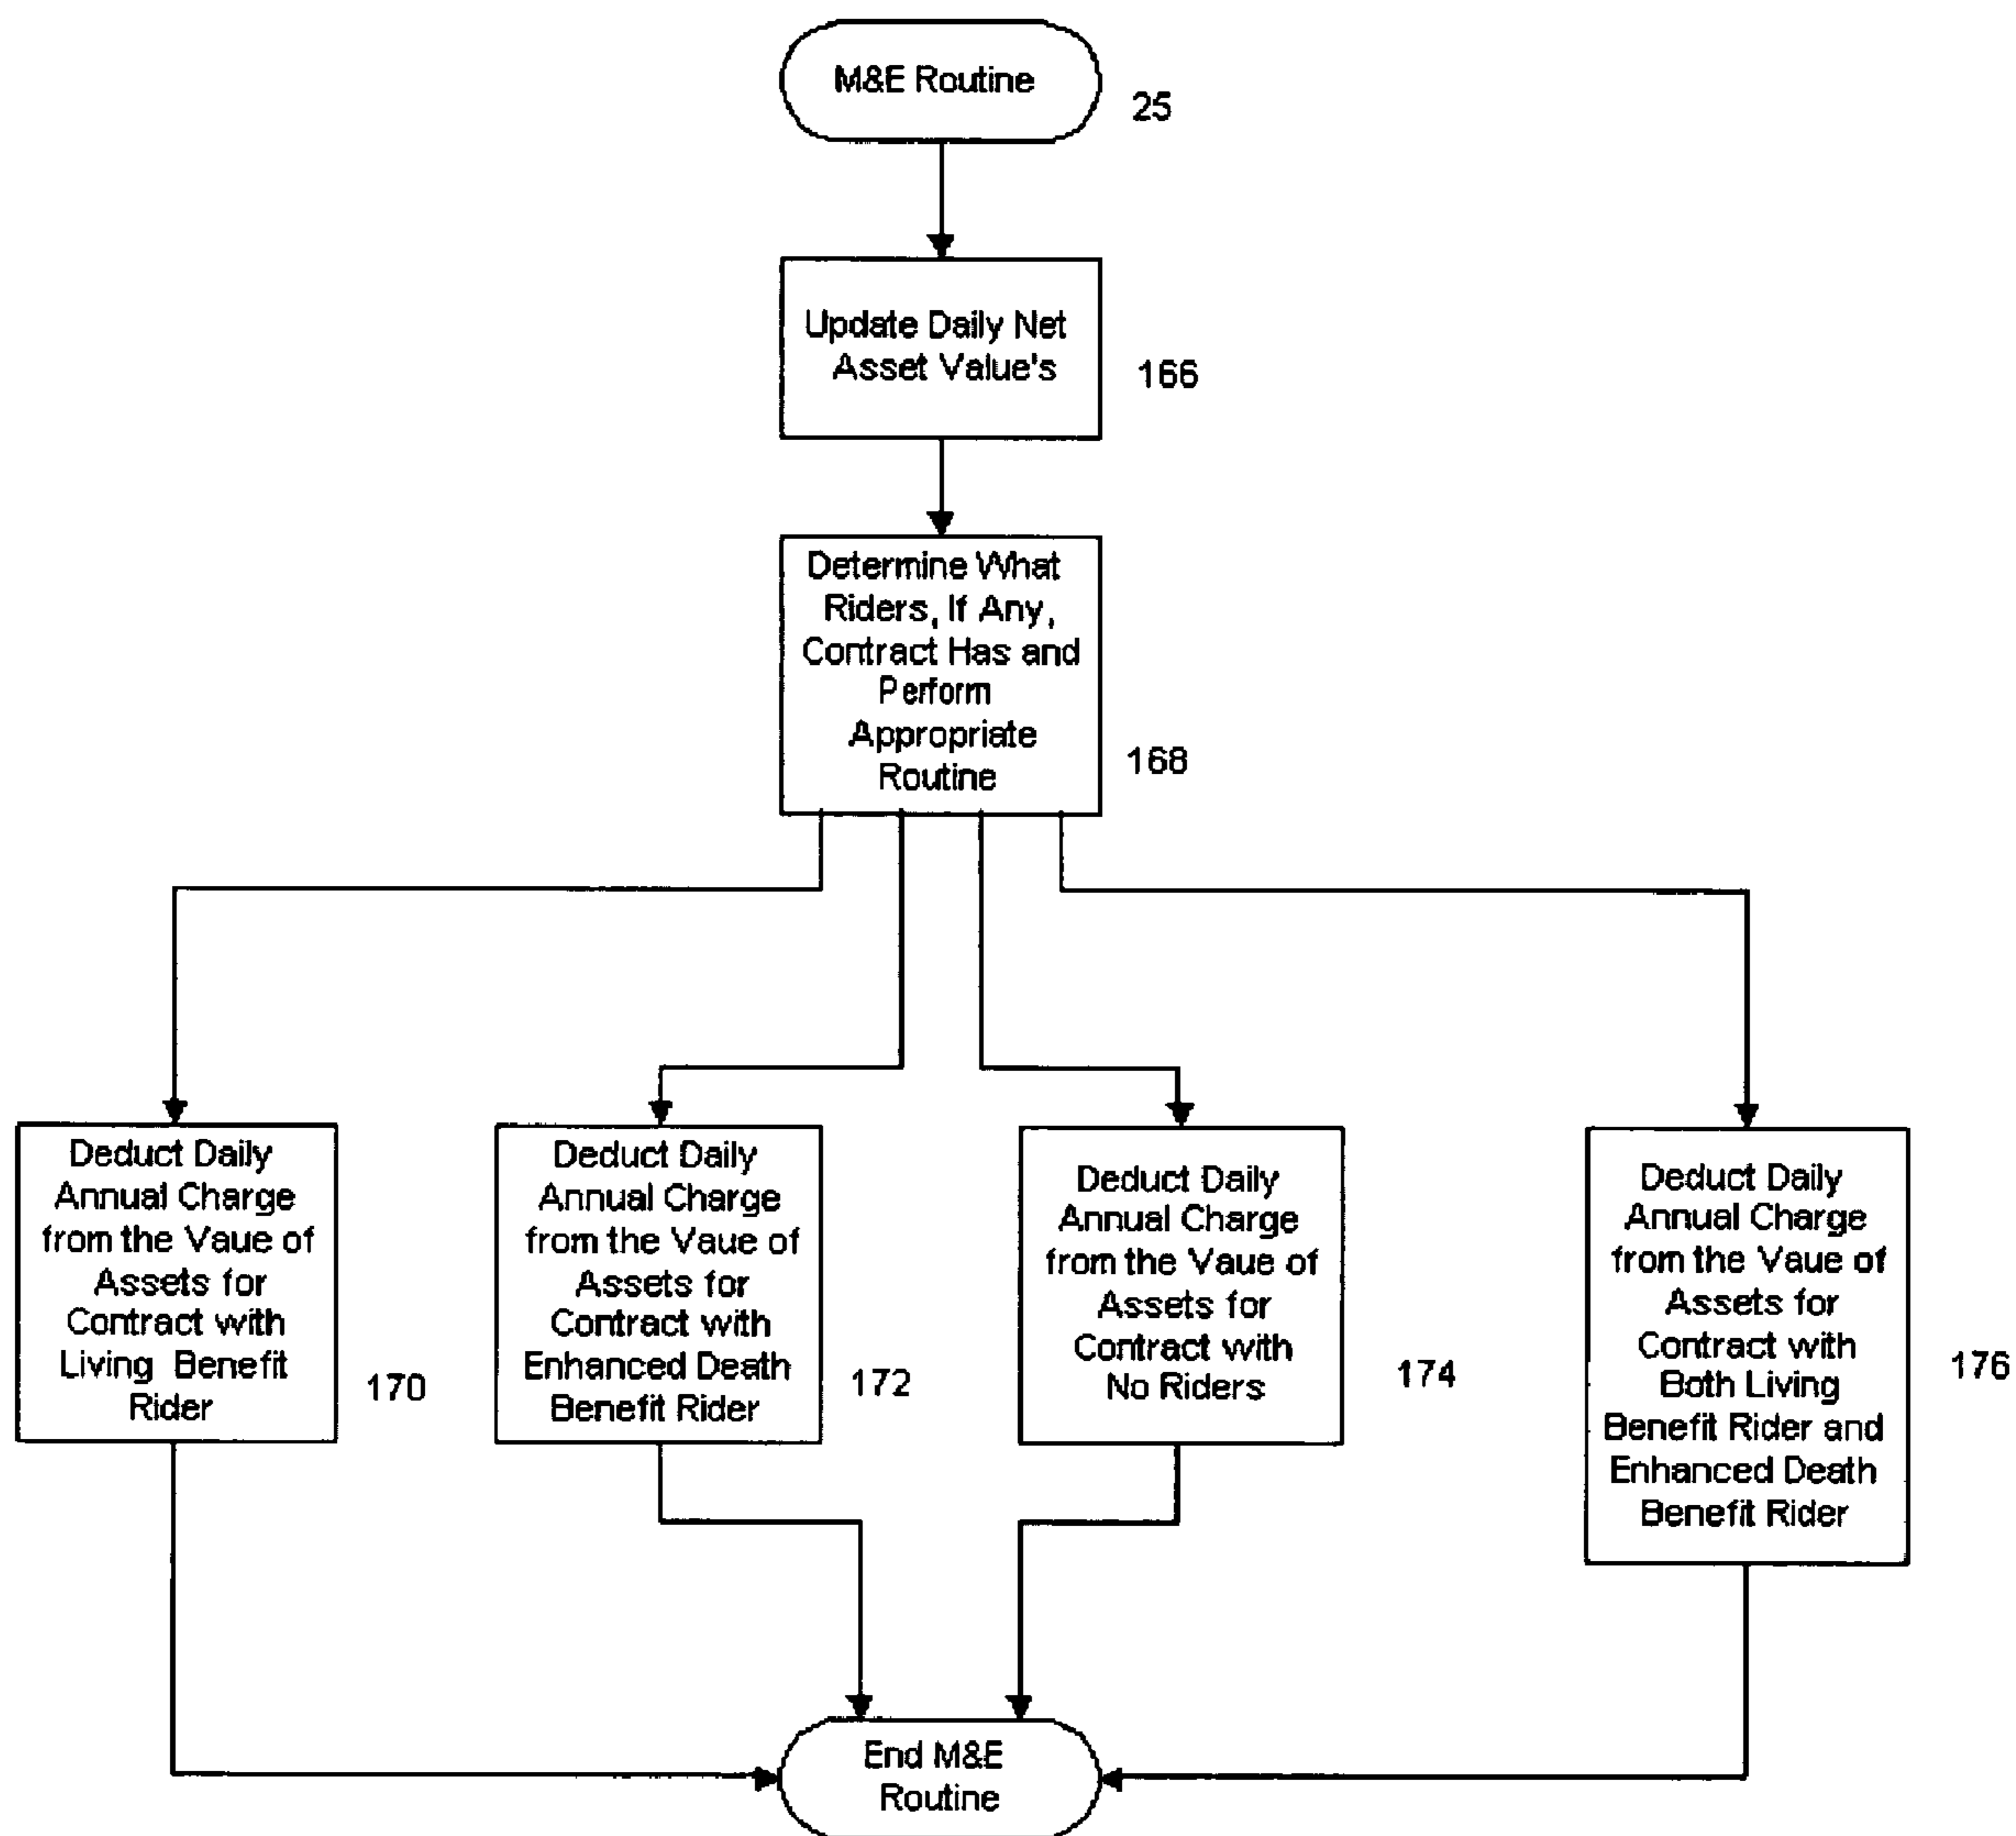 M&E Routine
25
Update Daily Net
Asset Value's
166
Determine What
Riders, If Any,
Contract Has and
Perform
Appropriate
Routine
168
Deduct Daily
Annual Charge
from the Vaue of
Assets for
Contract with
Living Benefit
Rider
170
Deduct Daily
Annual Charge
from the Vaue of
Assets for
Contract with
Enhanced Death
Benefit Rider
172
Deduct Daily
Annual Charge
from the Vaue of
Assets for
Contract with
No Riders
174
Deduct Daily
Annual Charge
from the Vaue of
Assets for
Contract with
Both Living
Benefit Rider and
Enhanced Death
Benefit Rider
176
End M&E
Routine